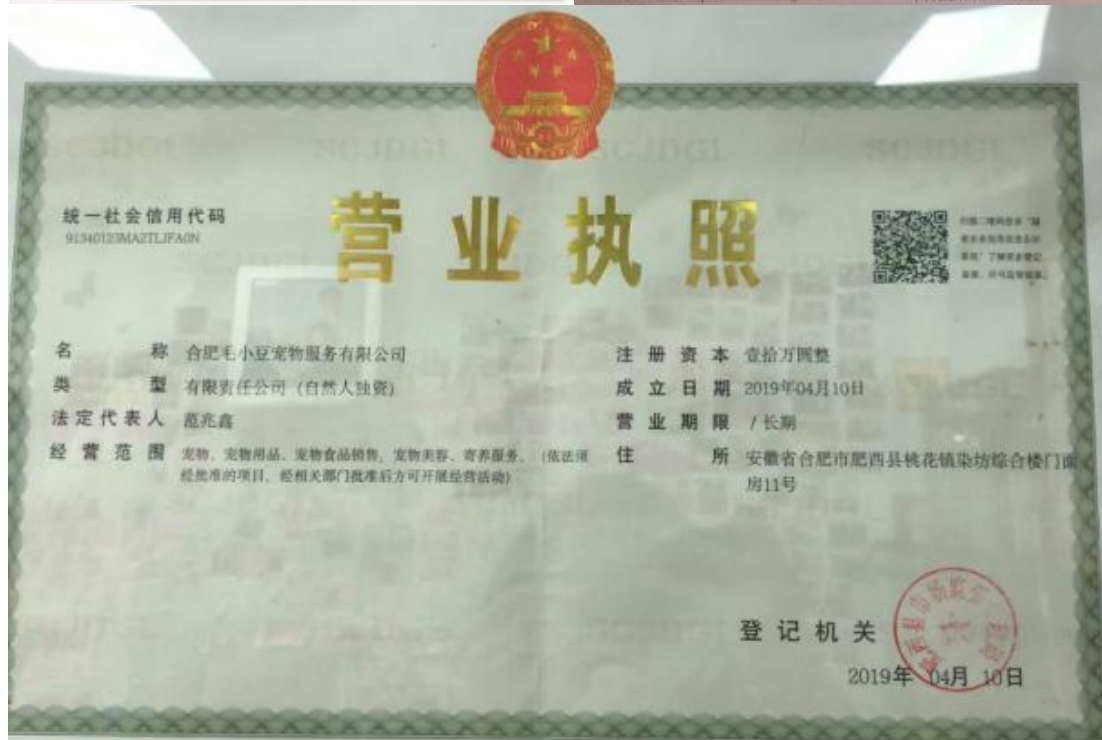 统一社会信用代码
91340123MA2TLJFA0N
营业执照
名称 合肥毛小豆宠物服务有限公司
类型 有限责任公司（自然人独资）
法定代表人 范兆鑫
经营范围 宠物、宠物用品、宠物食品销售，宠物美容、寄养服务。（依法须
经批准的项目，经相关部门批准后方可开展经营活动）
注册资本 壹拾万圆整
成立日期 2019年04月10日
营业期限 / 长期
住所 安徽省合肥市肥西县桃花镇染坊综合楼门面
房11号
登记机关
2019年 04月 10日
SCJDGL